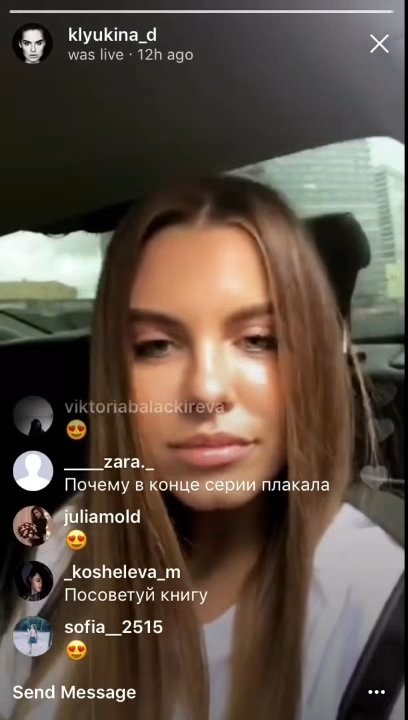 klyukina_d
was live · 12h ago
viktoriabalackireva
😍
_____zara._
Почему в конце серии плакала
juliamold
😍
_kosheleva_m
Посоветуй книгу
sofia__2515
😍
Send Message